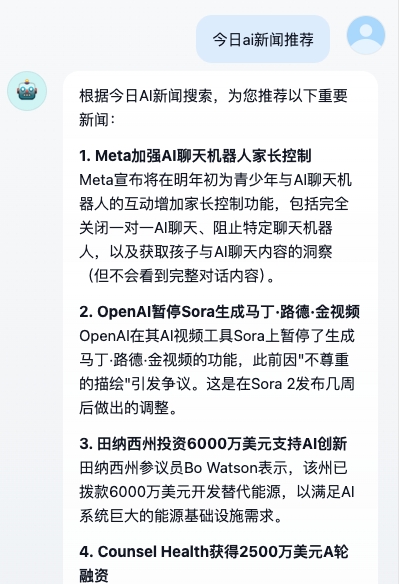 今日ai新闻推荐
根据今日AI新闻搜索，为您推荐以下重要
新闻：
1. Meta加强AI聊天机器人家长控制
Meta宣布将在明年初为青少年与AI聊天机
器人的互动增加家长控制功能，包括完全
关闭一对一AI聊天、阻止特定聊天机器
人，以及获取孩子与AI聊天内容的洞察
（但不会看到完整对话内容）。
2. OpenAI暂停Sora生成马丁·路德·金视频
OpenAI在其AI视频工具Sora上暂停了生成
马丁·路德·金视频的功能，此前因"不尊重
的描绘"引发争议。这是在Sora 2发布几周
后做出的调整。
3. 田纳西州投资6000万美元支持AI创新
田纳西州参议员Bo Watson表示，该州已
拨款6000万美元开发替代能源，以满足AI
系统巨大的能源基础设施需求。
4. Counsel Health获得2500万美元A轮
融资